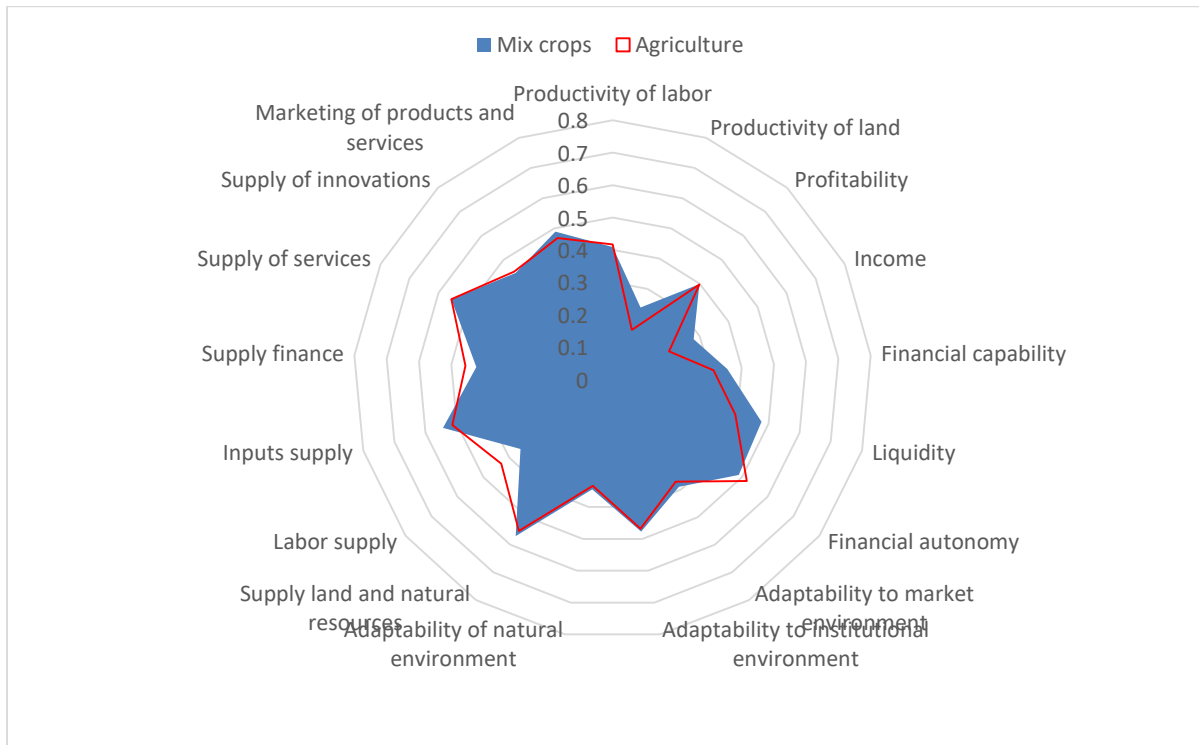 Mix crops Agriculture
Productivity of labor
Productivity of land
Profitability
Income
Financial capability
Liquidity
Financial autonomy
Adaptability to market
environment
Adaptability to institutional
environment
Adaptability of natural
environment
Supply land and natural
resources
Labor supply
Inputs supply
Supply finance
Supply of services
Supply of innovations
Marketing of products and
services
0.8
0.7
0.6
0.5
0.4
0.3
0.2
0.1
0